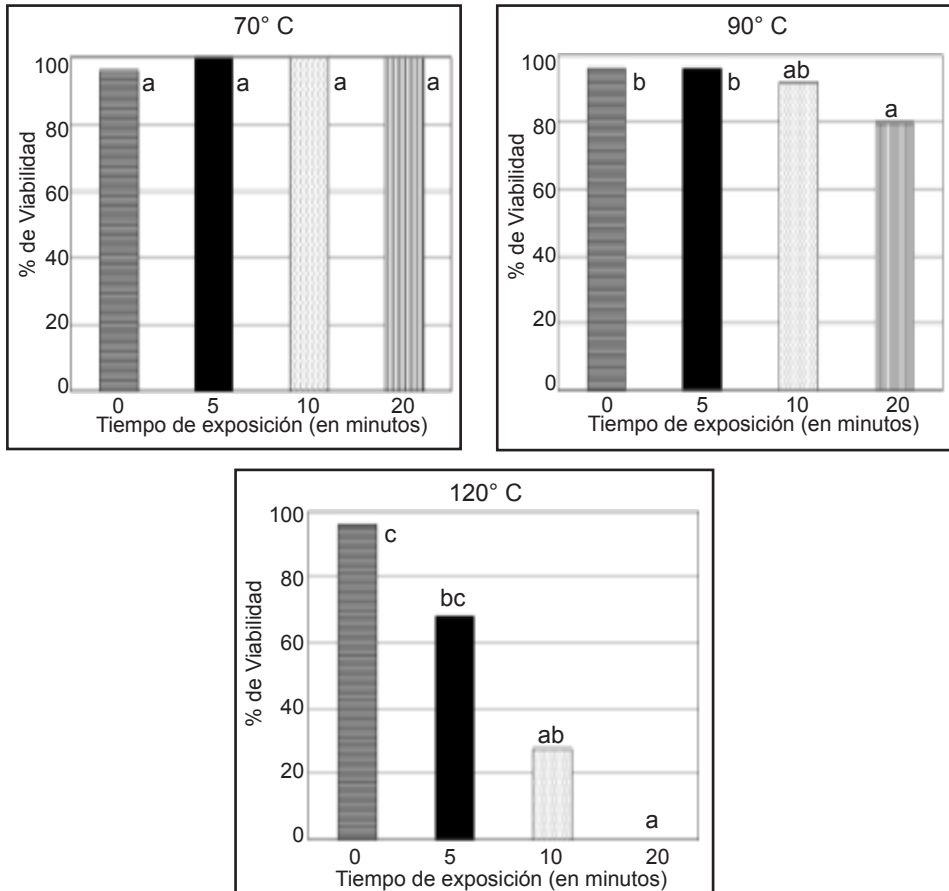 70° C
% de Viabilidad
100
80
60
40
20
0
a
a
a
a
0 5 10 20
Tiempo de exposición (en minutos)
90° C
% de Viabilidad
100
80
60
40
20
0
b
b
ab
a
0 5 10 20
Tiempo de exposición (en minutos)
120° C
% de Viabilidad
100
80
60
40
20
0
c
bc
ab
a
0 5 10 20
Tiempo de exposición (en minutos)